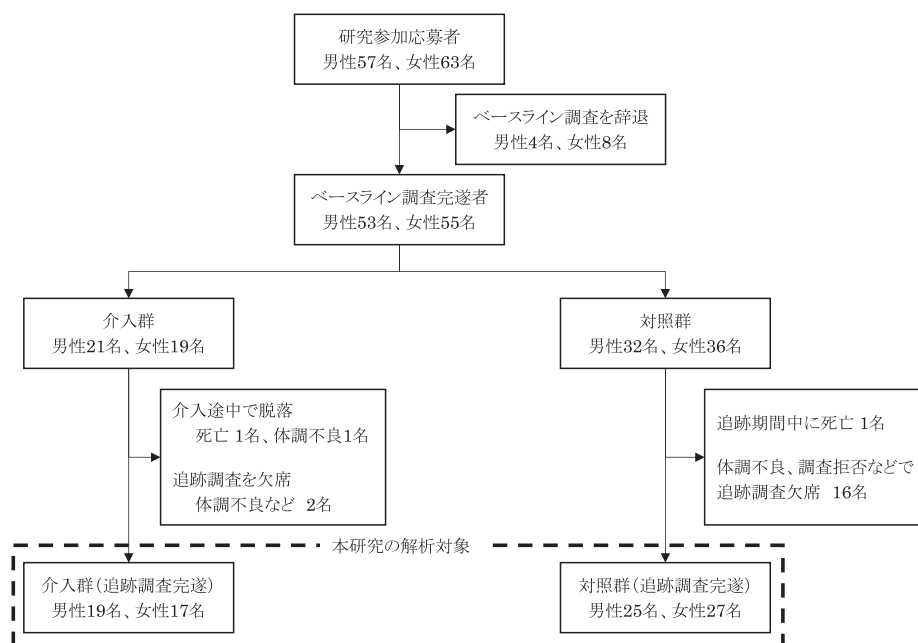 研究参加応募者
男性57名、女性63名
ベースライン調査を辞退
男性4名、女性8名
ベースライン調査完遂者
男性53名、女性55名
介入群
男性21名、女性19名
対照群
男性32名、女性36名
介入途中で脱落
死亡 1名、体調不良1名
追跡調査を欠席
体調不良など 2名
追跡期間中に死亡 1名
体調不良、調査拒否などで
追跡調査欠席 16名
本研究の解析対象
介入群(追跡調査完遂)
男性19名、女性17名
対照群(追跡調査完遂)
男性25名、女性27名